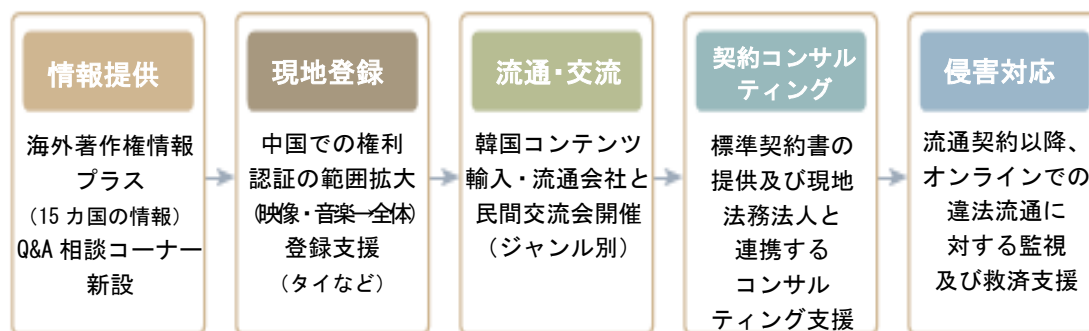 情報提供
海外著作権情報
プラス
(15カ国の情報)
Q&A 相談コーナー
新設
現地登録
中国での権利
認証の範囲拡大
(映像・音楽→全体)
登録支援
(タイなど)
流通・交流
韓国コンテンツ
輸入・流通会社と
民間交流会開催
(ジャンル別)
契約コンサル
ティング
標準契約書の
提供及び現地
法務法人と
連携する
コンサル
ティング支援
侵害対応
流通契約以降、
オンラインでの
違法流通に
対する監視
及び救済支援